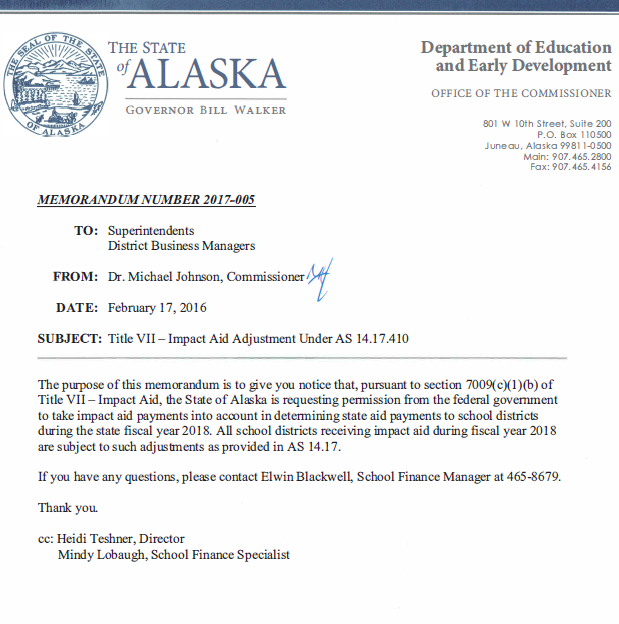 THE SEAL OF THE STATE
OF ALASKA
THE STATE
of ALASKA
GOVERNOR BILL WALKER
Department of Education
and Early Development
OFFICE OF THE COMMISSIONER
801 W 10th Street, Suite 200
P.O. Box 110500
Juneau, Alaska 99811-0500
Main: 907.465.2800
Fax: 907.465.4156
MEMORANDUM NUMBER 2017-005
TO: Superintendents
District Business Managers
FROM: Dr. Michael Johnson, Commissioner
DATE: February 17, 2016
SUBJECT: Title VII – Impact Aid Adjustment Under AS 14.17.410
The purpose of this memorandum is to give you notice that, pursuant to section 7009(c)(1)(b) of
Title VII – Impact Aid, the State of Alaska is requesting permission from the federal government
to take impact aid payments into account in determining state aid payments to school districts
during the state fiscal year 2018. All school districts receiving impact aid during fiscal year 2018
are subject to such adjustments as provided in AS 14.17.
If you have any questions, please contact Elwin Blackwell, School Finance Manager at 465-8679.
Thank you.
cc: Heidi Teshner, Director
Mindy Lobaugh, School Finance Specialist